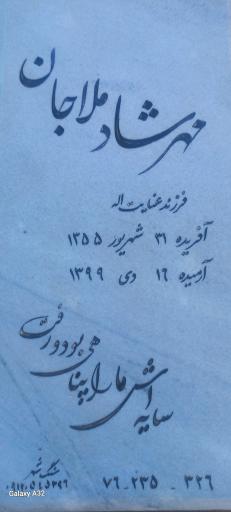 مهرشاد ملاجان
فرزند عنایت اله
آفریده ۳۱ شهریور ۱۳۵۵
آرمیده ۱۶ دی ۱۳۹۹
سایه اش ما را پناهی بود و رفت
۳۲۶ - ۲۳۵ - ۷۶
Galaxy A32